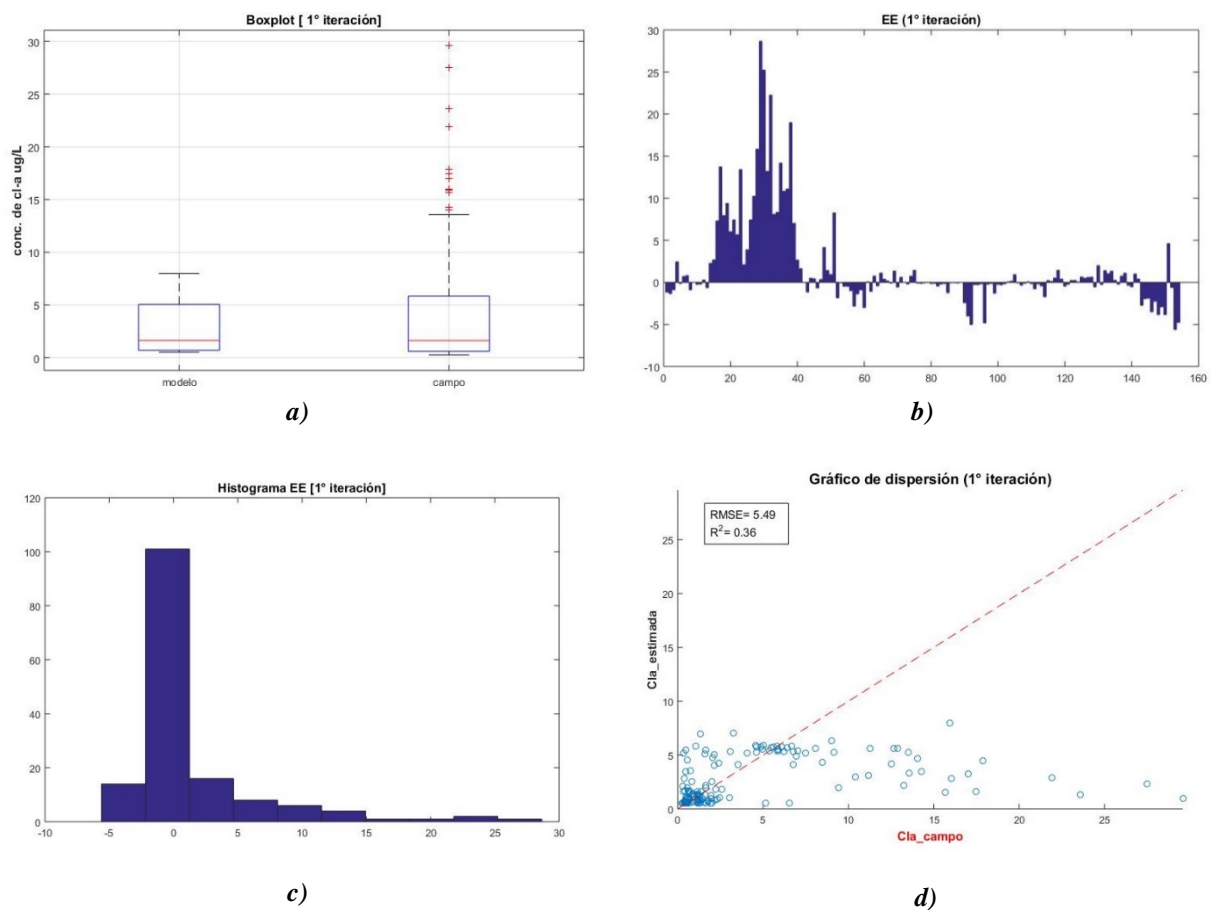 Boxplot [ 1° iteración]
conc. de cl-a ug/L
30
25
20
15
10
5
0
modelo
campo
a)
EE (1° iteración)
30
25
20
15
10
5
0
-5
-10
0 20 40 60 80 100 120 140 160
b)
Histograma EE [1° iteración]
120
100
80
60
40
20
0
-10 -5 0 5 10 15 20 25 30
c)
Gráfico de dispersión (1° iteración)
RMSE= 5.49
R²= 0.36
Cla_estimada
25
20
15
10
5
0
0 5 10 15 20 25
Cla_campo
d)